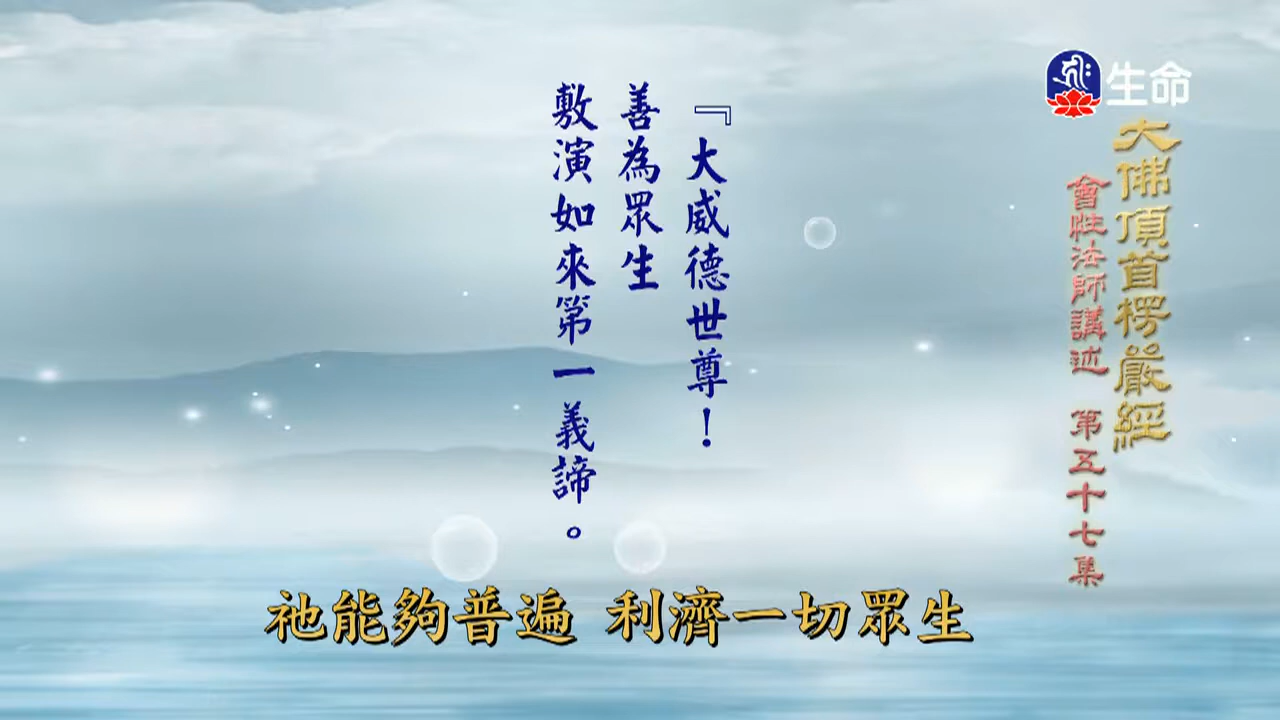 生命
大佛頂首楞嚴經
會性法師講述 第五十七集
『大威德世尊！
善為眾生
敷演如來第一義諦。
祂能夠普遍 利濟一切眾生